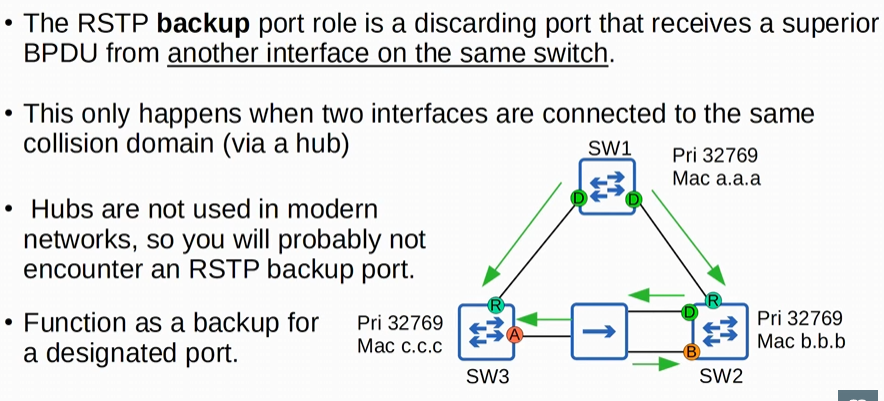 • The RSTP backup port role is a discarding port that receives a superior
BPDU from another interface on the same switch.
• This only happens when two interfaces are connected to the same
collision domain (via a hub)
• Hubs are not used in modern
networks, so you will probably not
encounter an RSTP backup port.
• Function as a backup for
a designated port.
SW1
Pri 32769
Mac a.a.a
D
D
R
R
Pri 32769
Mac c.c.c
A
D
B
Pri 32769
Mac b.b.b
SW3
SW2